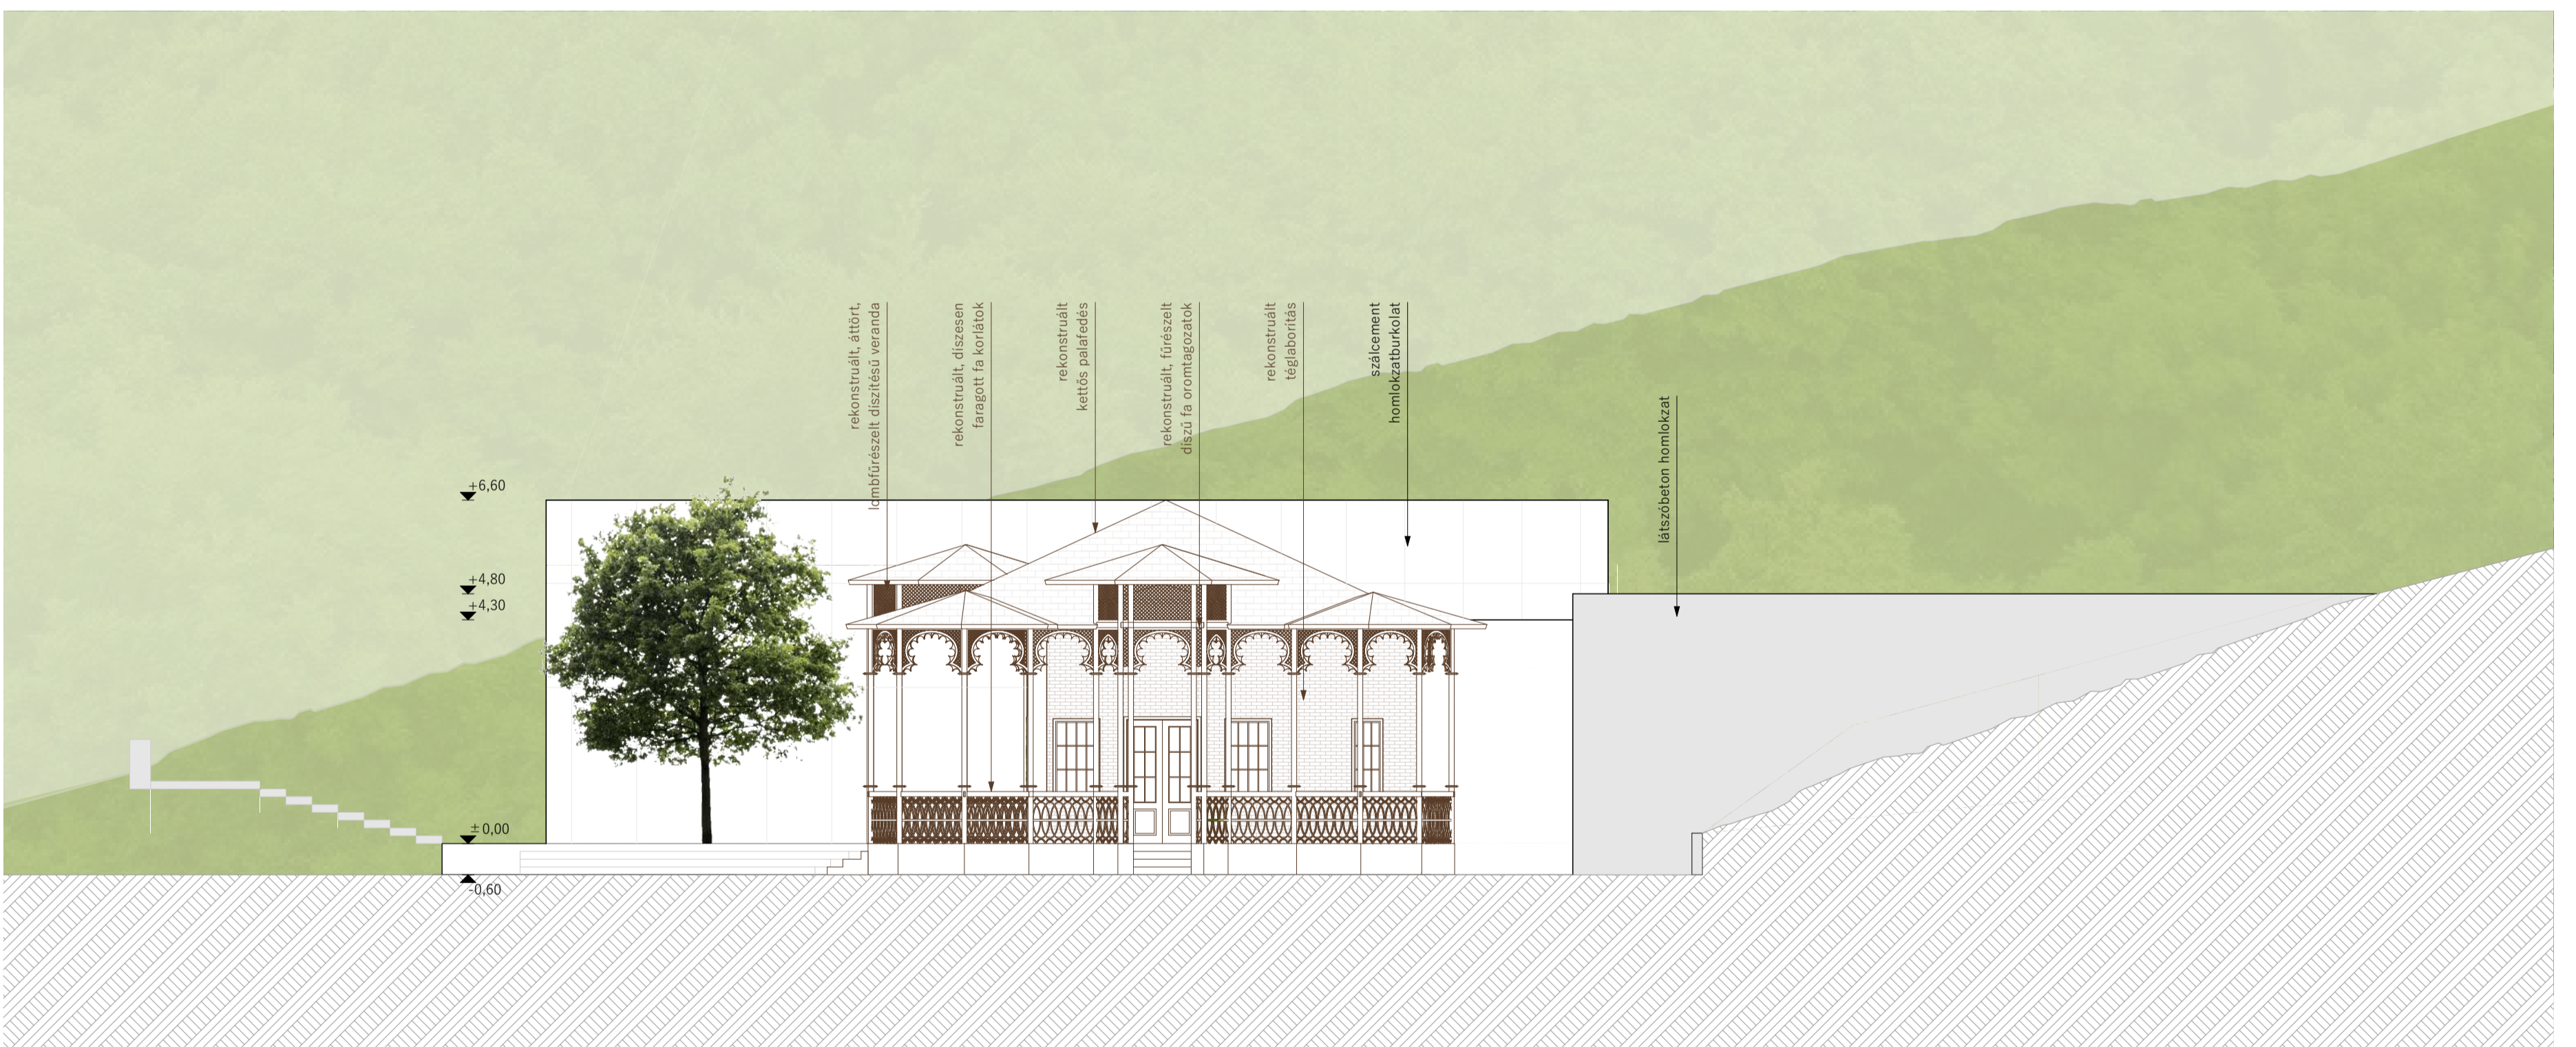 rekonstruált, áttört,
lombfűrészelt díszítésű veranda
rekonstruált, díszesen
faragott fa korlátok
rekonstruált
kettős palafedés
rekonstruált, fűrészelt
díszű fa oromtagozatok
rekonstruált
téglaborítás
szálcement
homlokzatburkolat
látszóbeton homlokzat
+6,60
+4,80
+4,30
±0,00
-0,60